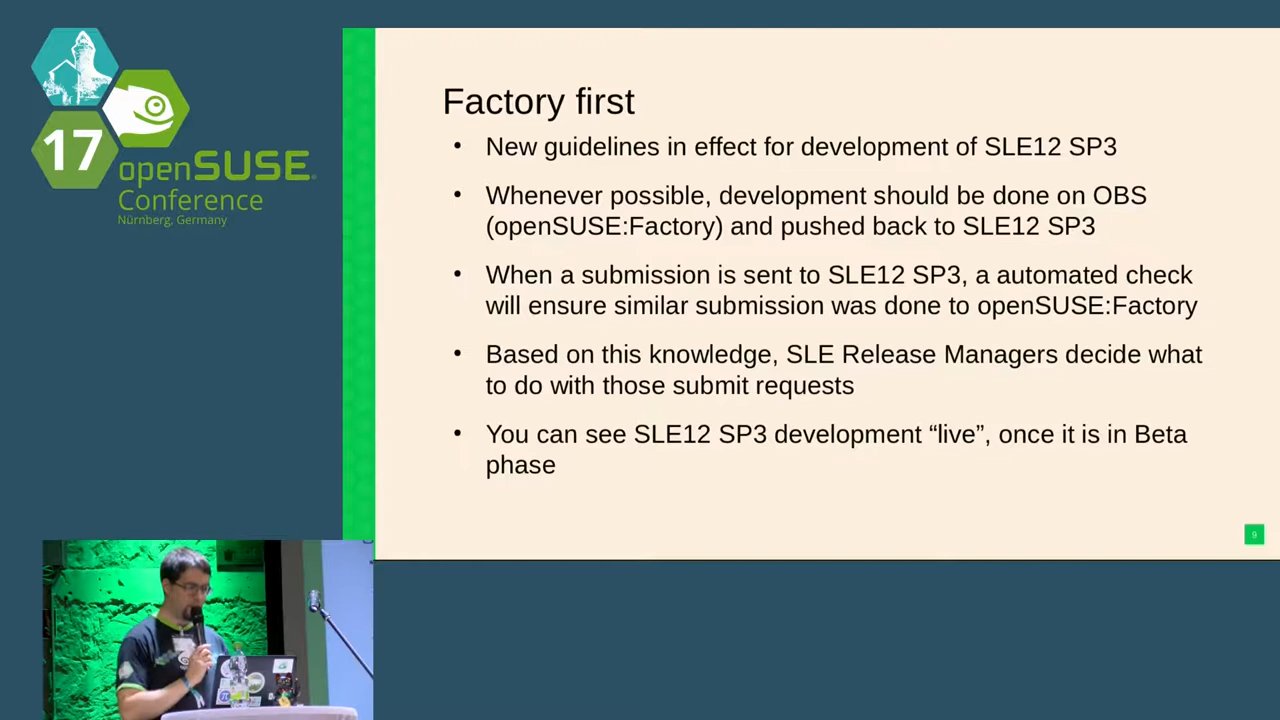 17
openSUSE
Conference
Nürnberg, Germany
Factory first
• New guidelines in effect for development of SLE12 SP3
• Whenever possible, development should be done on OBS
(openSUSE:Factory) and pushed back to SLE12 SP3
• When a submission is sent to SLE12 SP3, a automated check
will ensure similar submission was done to openSUSE:Factory
• Based on this knowledge, SLE Release Managers decide what
to do with those submit requests
• You can see SLE12 SP3 development “live”, once it is in Beta
phase
9